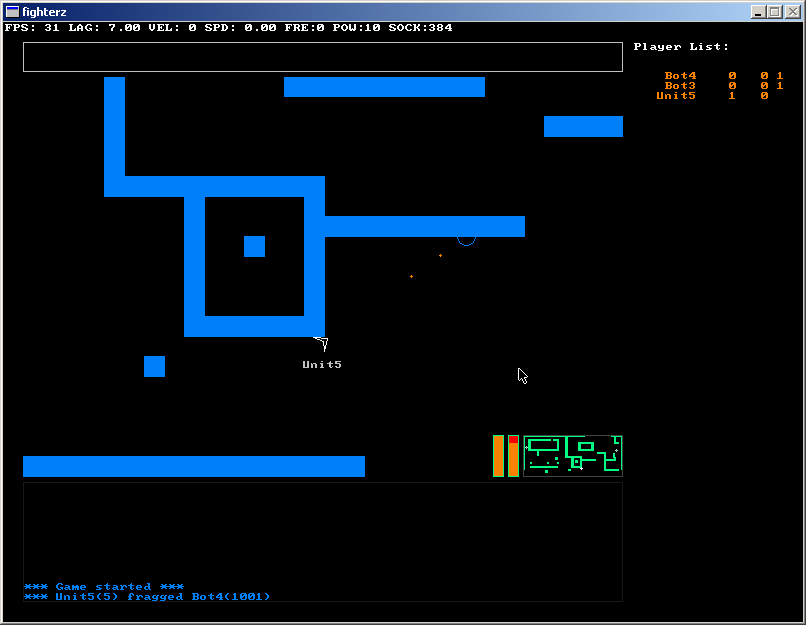 fighterz
FPS: 31 LAG: 7.00 VEL: 0 SPD: 0.00 FRE:0 POW:10 SOCK:384
Player List:
Bot4 0 0 1
Bot3 0 0 1
Unit5 1 0
Unit5
*** Game started ***
*** Unit5(5) fragged Bot4(1001)